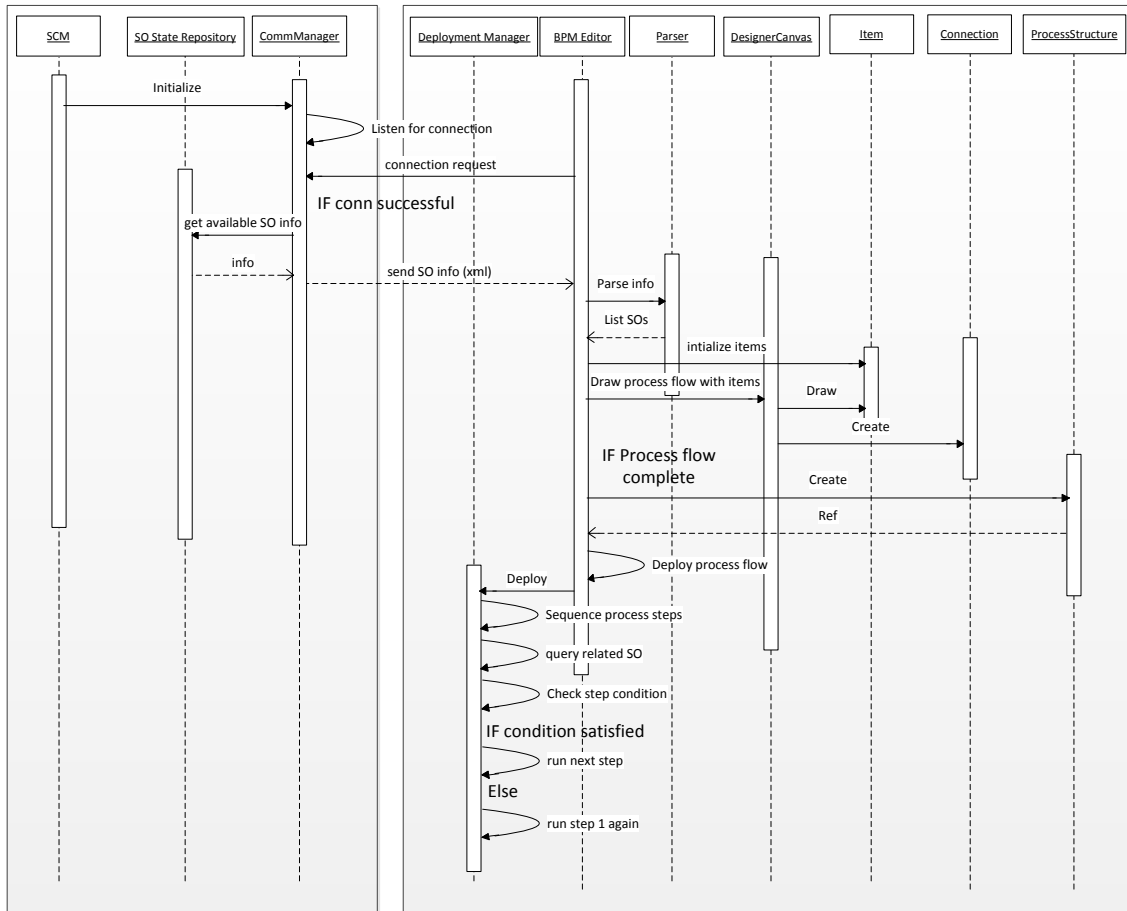 SCM
SO State Repository
CommManager
Deployment Manager
BPM Editor
Parser
DesignerCanvas
Item
Connection
ProcessStructure
Initialize
Listen for connection
connection request
IF conn successful
get available SO info
info
send SO info (xml)
Parse info
List SOs
intialize items
Draw process flow with items
Draw
Create
IF Process flow
complete
Create
Ref
Deploy process flow
Deploy
Sequence process steps
query related SO
Check step condition
IF condition satisfied
run next step
Else
run step 1 again